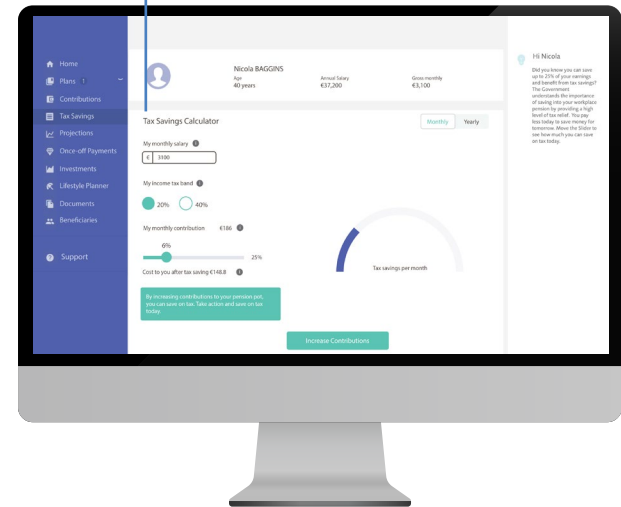 Home
Plans 1
Contributions
Tax Savings
Projections
Once-off Payments
Investments
Lifestyle Planner
Documents
Beneficiaries
Support
Nicola BAGGINS
Age
40 years
Annual Salary
€37,200
Gross monthly
€3,100
Tax Savings Calculator
Monthly Yearly
My monthly salary
€ 3100
My income tax band
20% 40%
My monthly contribution €186
6%
25%
Cost to you after tax saving €148.8
Tax savings per month
By increasing contributions to your pension pot,
you can save on tax. Take action and save on tax
today.
Increase Contributions
Hi Nicola
Did you know you can save
up to 25% of your earnings
and benefit from tax savings?
The Government
understands the importance
of saving into your workplace
pension by providing a high
level of tax relief. You pay
less today to save money for
tomorrow. Move the Slider to
see how much you can save
on tax today.